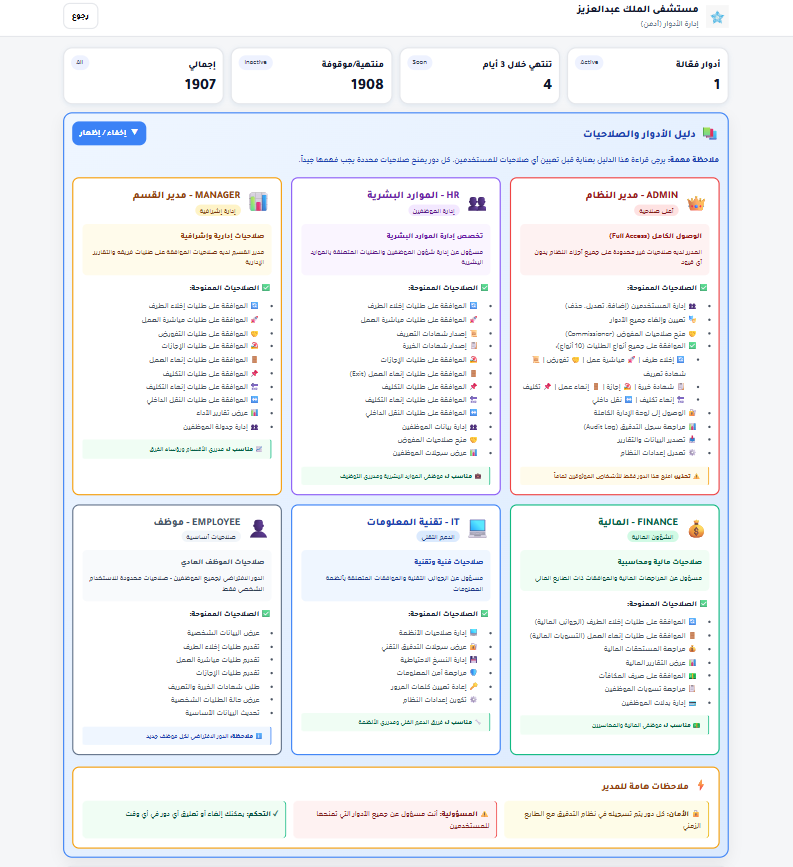 مستشفى الملك عبدالعزيز
إدارة الأدوار (أدمن)
رجوع
أدوار فعّالة
Active
1
تنتهي خلال 3 أيام
Soon
4
منتهية/موقوفة
Inactive
1908
إجمالي
All
1907
دليل الأدوار والصلاحيات
▼ إخفاء/إظهار
ملاحظة مهمة: يرجى قراءة هذا الدليل بعناية قبل تعيين أي صلاحيات للمستخدمين. كل دور يمنح صلاحيات محددة يجب فهمها جيداً.
ADMIN - مدير النظام
أعلى صلاحية
الوصول الكامل (Full Access)
المدير لديه صلاحيات غير محدودة على جميع أجزاء النظام بدون
أي قيود
✅ الصلاحيات الممنوحة:
إدارة المستخدمين (إضافة، تعديل، حذف)
تعيين وإلغاء جميع الأدوار
منح صلاحيات المفوض (Commissioner)
الموافقة على جميع أنواع الطلبات (10 أنواع):
إخلاء طرف | مباشرة عمل | تفويض |
شهادة تعريف
شهادة خبرة | إجازة | إنهاء عمل | تكليف
إنهاء تكليف | نقل داخلي
الوصول إلى لوحة الإدارة الكاملة
مراجعة سجل التدقيق (Audit Log)
تصدير البيانات والتقارير
تعديل إعدادات النظام
⚠️ تحذير: امنح هذا الدور فقط للأشخاص الموثوقين تماماً
HR - الموارد البشرية
إدارة الموظفين
تخصص إدارة الموارد البشرية
مسؤول عن إدارة شؤون الموظفين والطلبات المتعلقة بالموارد
البشرية
✅ الصلاحيات الممنوحة:
الموافقة على طلبات إخلاء الطرف
الموافقة على طلبات مباشرة العمل
إصدار شهادات التعريف
إصدار شهادات الخبرة
الموافقة على طلبات الإجازات
الموافقة على طلبات إنهاء العمل (Exit)
الموافقة على طلبات التكليف
الموافقة على طلبات إنهاء التكليف
الموافقة على طلبات النقل الداخلي
إدارة بيانات الموظفين
منح صلاحيات المفوض
عرض سجلات الموظفين
مناسب لـ: موظفي الموارد البشرية ومديري التوظيف
MANAGER - مدير القسم
إدارة إشرافية
صلاحيات إدارية وإشرافية
مدير القسم لديه صلاحيات الموافقة على طلبات فريقه والتقارير
الإدارية
✅ الصلاحيات الممنوحة:
الموافقة على طلبات إخلاء الطرف
الموافقة على طلبات مباشرة العمل
الموافقة على طلبات التفويض
الموافقة على طلبات الإجازات
الموافقة على طلبات إنهاء العمل
الموافقة على طلبات التكليف
الموافقة على طلبات إنهاء التكليف
الموافقة على طلبات النقل الداخلي
عرض تقارير الأداء
إدارة جدولة الموظفين
مناسب لـ: مديري الأقسام ورؤساء الفرق
FINANCE - المالية
الشؤون المالية
صلاحيات مالية ومحاسبية
مسؤول عن المراجعات المالية والموافقات ذات الطابع المالي
✅ الصلاحيات الممنوحة:
الموافقة على طلبات إخلاء الطرف (الجوانب المالية)
الموافقة على طلبات إنهاء العمل (التسويات المالية)
مراجعة المستحقات المالية
عرض التقارير المالية
الموافقة على صرف المكافآت
مراجعة تسويات الموظفين
إدارة بدلات الموظفين
مناسب لـ: موظفي المالية والمحاسبين
IT - تقنية المعلومات
الدعم التقني
صلاحيات فنية وتقنية
مسؤول عن الجوانب التقنية والموافقات المتعلقة بأنظمة
المعلومات
✅ الصلاحيات الممنوحة:
إدارة صلاحيات الأنظمة
عرض سجلات التدقيق التقني
إدارة النسخ الاحتياطية
مراجعة أمن المعلومات
إعادة تعيين كلمات المرور
تكوين إعدادات النظام
مناسب لـ: فريق الدعم الفني ومديري الأنظمة
EMPLOYEE - موظف
صلاحيات أساسية
صلاحيات الموظف العادي
الدور الافتراضي لجميع الموظفين - صلاحيات محدودة للاستخدام
الشخصي فقط
✅ الصلاحيات الممنوحة:
عرض البيانات الشخصية
تقديم طلبات إخلاء الطرف
تقديم طلبات مباشرة العمل
تقديم طلبات الإجازات
طلب شهادات الخبرة والتعريف
عرض حالة الطلبات الشخصية
تحديث البيانات الأساسية
ملاحظة: الدور الافتراضي لكل موظف جديد
ملاحظات هامة للمدير
الأمان: كل دور يتم تسجيله في نظام التدقيق مع الطابع
الزمني
⚠️ المسؤولية: أنت مسؤول عن جميع الأدوار التي تمنحها
للمستخدمين
✓ التحكم: يمكنك إلغاء أو تعليق أي دور في أي وقت